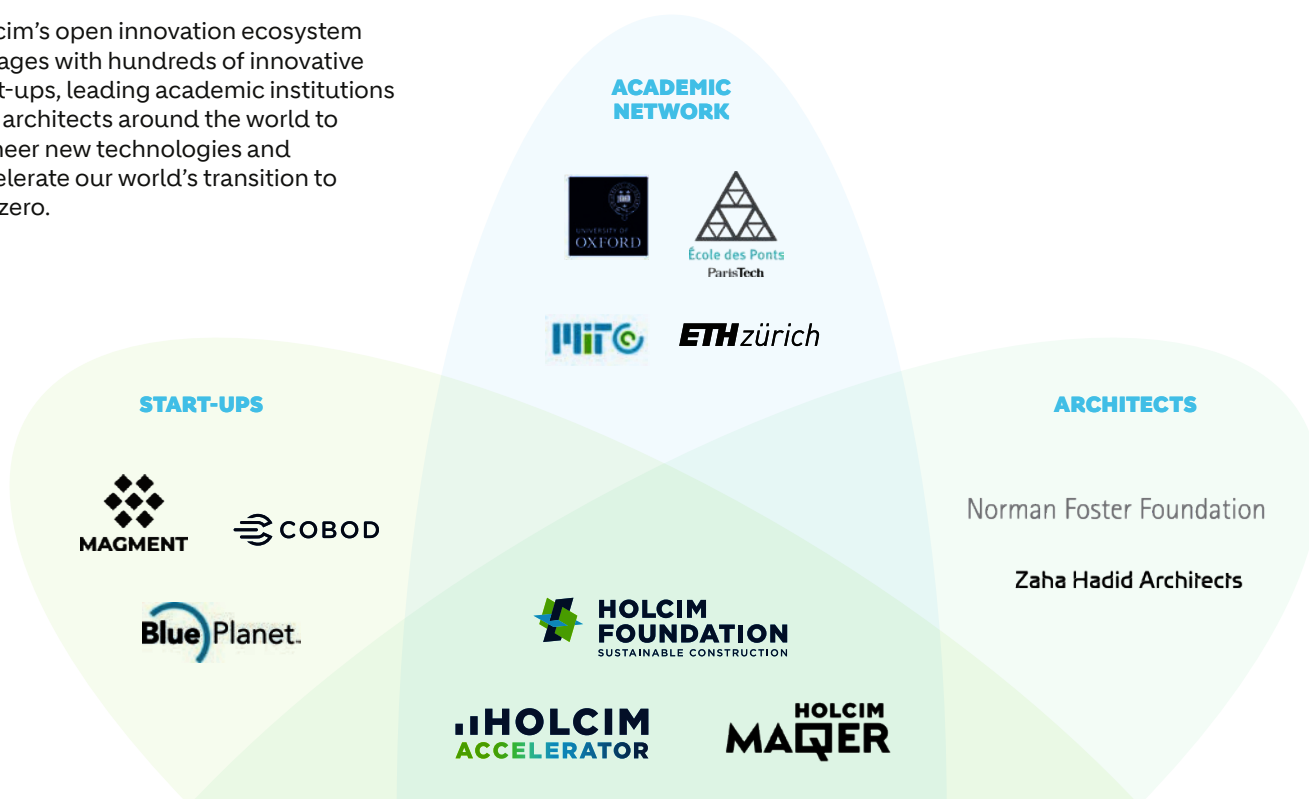 cim’s open innovation ecosystem
ages with hundreds of innovative
t-ups, leading academic institutions
architects around the world to
neer new technologies and
elerate our world’s transition to
zero.
ACADEMIC
NETWORK
UNIVERSITY OF
OXFORD
École des Ponts
ParisTech
MIT
ETH zürich
START-UPS
ARCHITECTS
MAGMENT
COBOD
Norman Foster Foundation
Zaha Hadid Architects
Blue Planet™
HOLCIM
FOUNDATION
SUSTAINABLE CONSTRUCTION
HOLCIM
ACCELERATOR
HOLCIM
MAQER